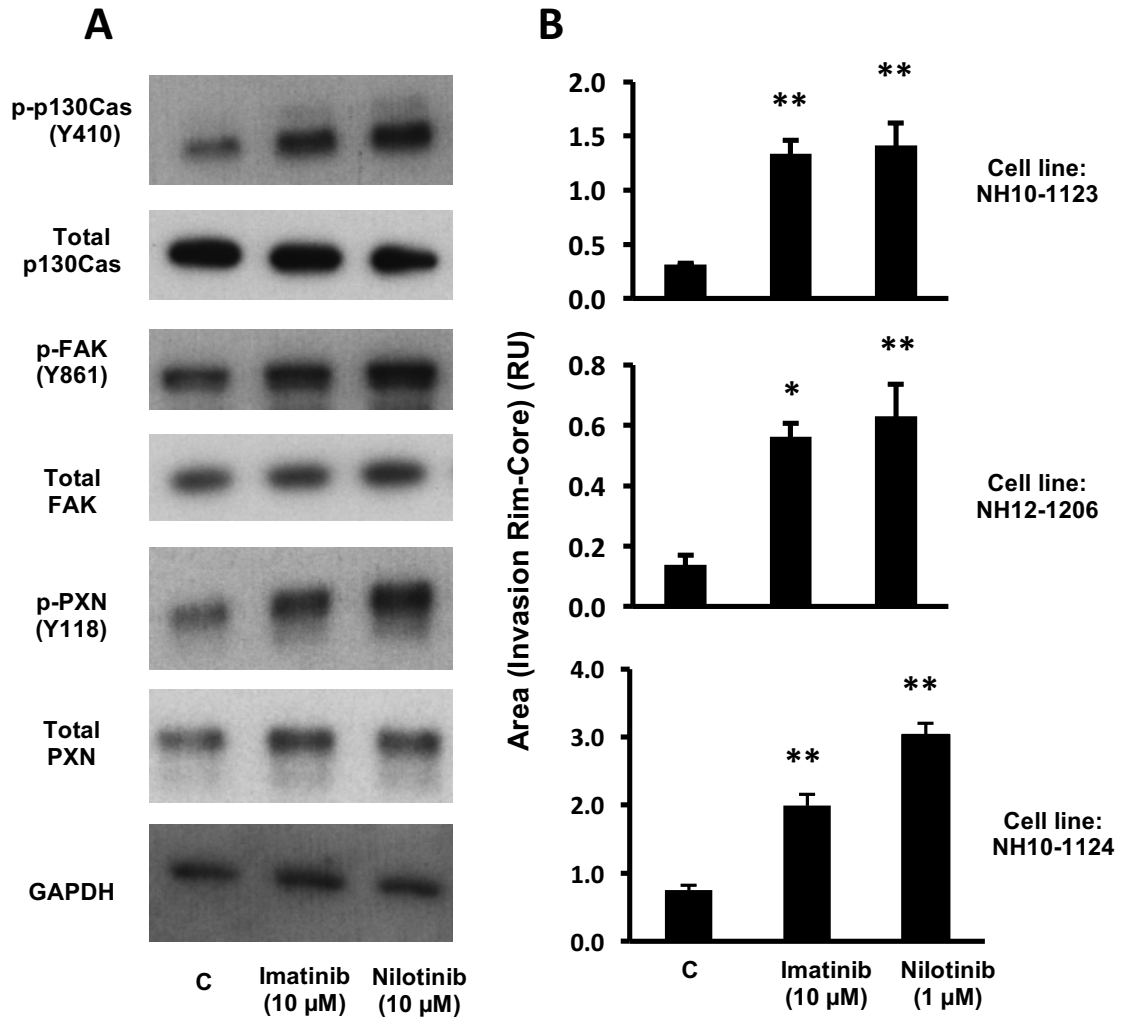 A
p-p130Cas
(Y410)
Total
p130Cas
p-FAK
(Y861)
Total
FAK
p-PXN
(Y118)
Total
PXN
GAPDH
C
Imatinib
(10 µM)
Nilotinib
(10 µM)
B
Area (Invasion Rim-Core) (RU)
2.0
1.5
1.0
0.5
0.0
**
**
Cell line:
NH10-1123
0.8
0.6
0.4
0.2
0.0
*
**
Cell line:
NH12-1206
4.0
3.0
2.0
1.0
0.0
**
**
Cell line:
NH10-1124
C
Imatinib
(10 µM)
Nilotinib
(1 µM)